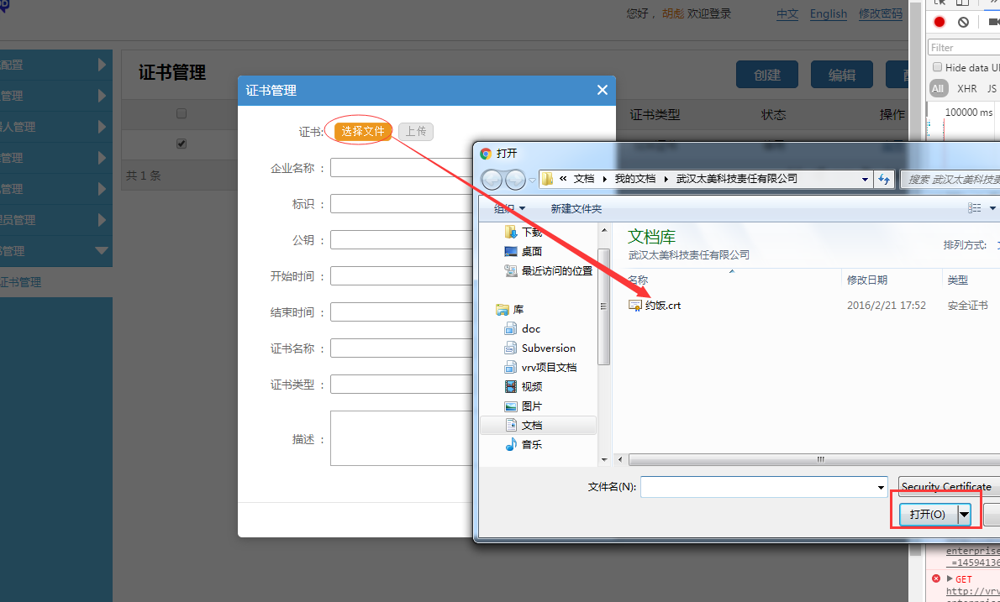 您好， 胡彪 欢迎登录 中文 English 修改密码
配置
管理
人管理
管理
管理
员管理
管理
证书管理
证书管理
创建 编辑
证书类型 状态 操作
共 1 条
证书管理
证书: 选择文件 上传
企业名称 :
标识 :
公钥 :
开始时间 :
结束时间 :
证书名称 :
证书类型 :
描述 :
打开
« 文档 我的文档 武汉太美科技责任有限公司
搜索 武汉太美科技责
组织 新建文件夹
下载
桌面
最近访问的位置
库
doc
Subversion
vrv项目文档
视频
图片
文档
音乐
文档库
武汉太美科技责任有限公司
排列方式:
名称 修改日期 类型
约饭.crt 2016/2/21 17:52 安全证书
文件名(N):
Security Certificate
打开(O)
Filter
Hide data U
All XHR JS
100000 ms
enterprise
=14594136
GET
http://vrv